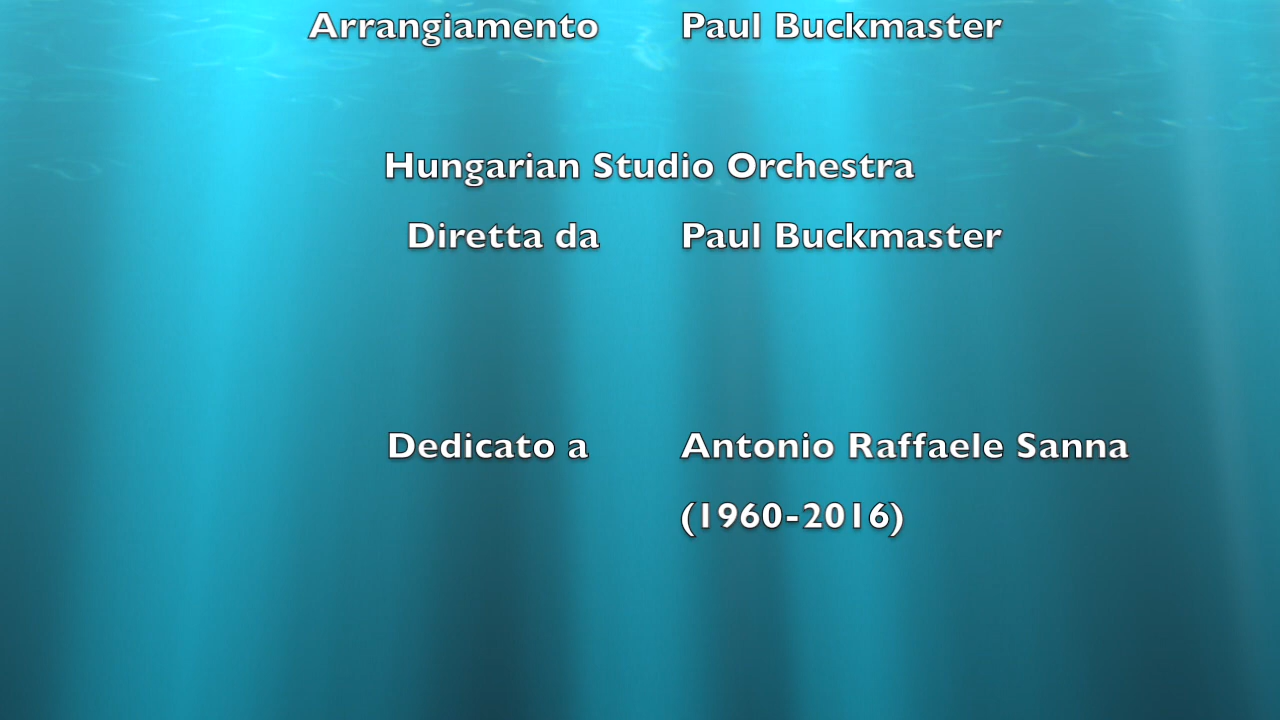 Arrangiamento Paul Buckmaster
Hungarian Studio Orchestra
Diretta da Paul Buckmaster
Dedicato a Antonio Raffaele Sanna
(1960-2016)